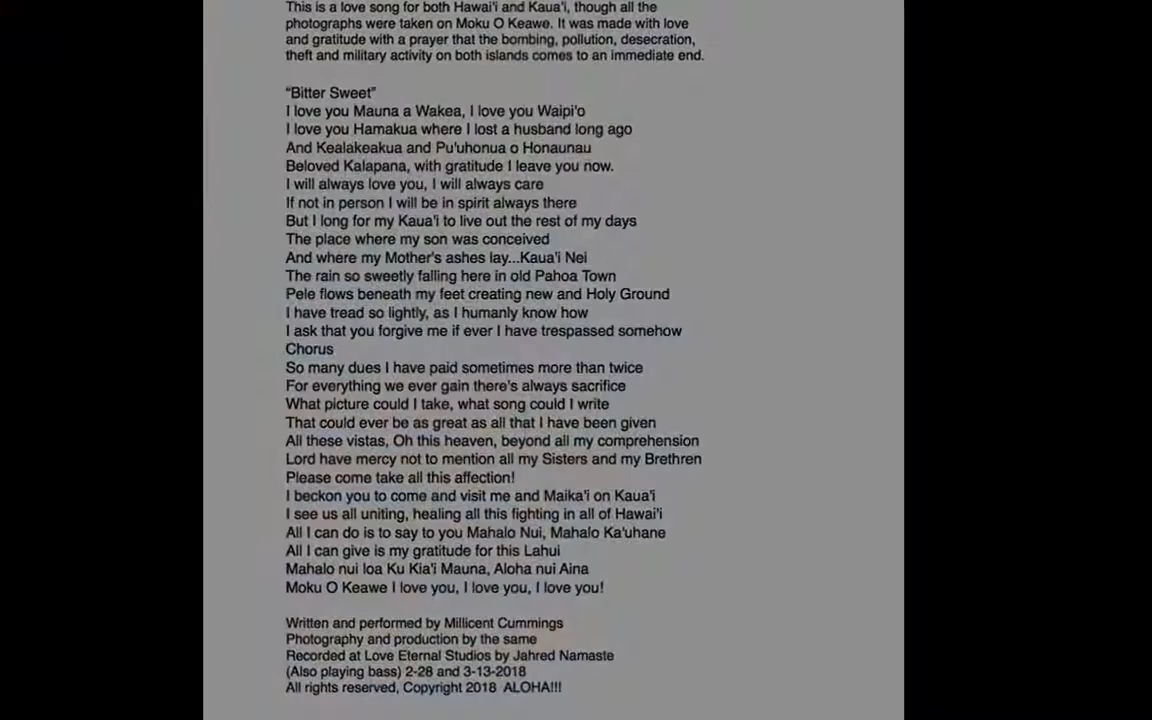 This is a love song for both Hawai'i and Kaua'i, though all the
photographs were taken on Moku O Keawe. It was made with love
and gratitude with a prayer that the bombing, pollution, desecration,
theft and military activity on both islands comes to an immediate end.
“Bitter Sweet”
I love you Mauna a Wakea, I love you Waipi'o
I love you Hamakua where I lost a husband long ago
And Kealakeakua and Pu'uhonua o Honaunau
Beloved Kalapana, with gratitude I leave you now.
I will always love you, I will always care
If not in person I will be in spirit always there
But I long for my Kaua'i to live out the rest of my days
The place where my son was conceived
And where my Mother's ashes lay...Kaua'i Nei
The rain so sweetly falling here in old Pahoa Town
Pele flows beneath my feet creating new and Holy Ground
I have tread so lightly, as I humanly know how
I ask that you forgive me if ever I have trespassed somehow
Chorus
So many dues I have paid sometimes more than twice
For everything we ever gain there's always sacrifice
What picture could I take, what song could I write
That could ever be as great as all that I have been given
All these vistas, Oh this heaven, beyond all my comprehension
Lord have mercy not to mention all my Sisters and my Brethren
Please come take all this affection!
I beckon you to come and visit me and Maika'i on Kaua'i
I see us all uniting, healing all this fighting in all of Hawai'i
All I can do is to say to you Mahalo Nui, Mahalo Ka'uhane
All I can give is my gratitude for this Lahui
Mahalo nui loa Ku Kia'i Mauna, Aloha nui Aina
Moku O Keawe I love you, I love you, I love you!
Written and performed by Millicent Cummings
Photography and production by the same
Recorded at Love Eternal Studios by Jahred Namaste
(Also playing bass) 2-28 and 3-13-2018
All rights reserved, Copyright 2018  ALOHA!!!